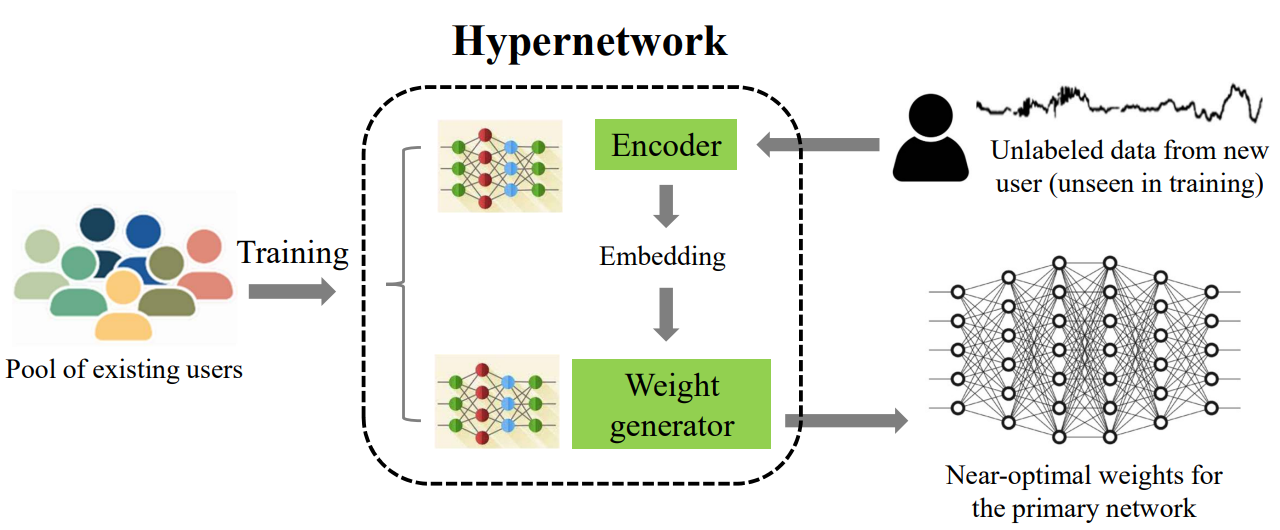 Hypernetwork
Encoder
Unlabeled data from new
user (unseen in training)
Training
Embedding
Pool of existing users
Weight
generator
Near-optimal weights for
the primary network